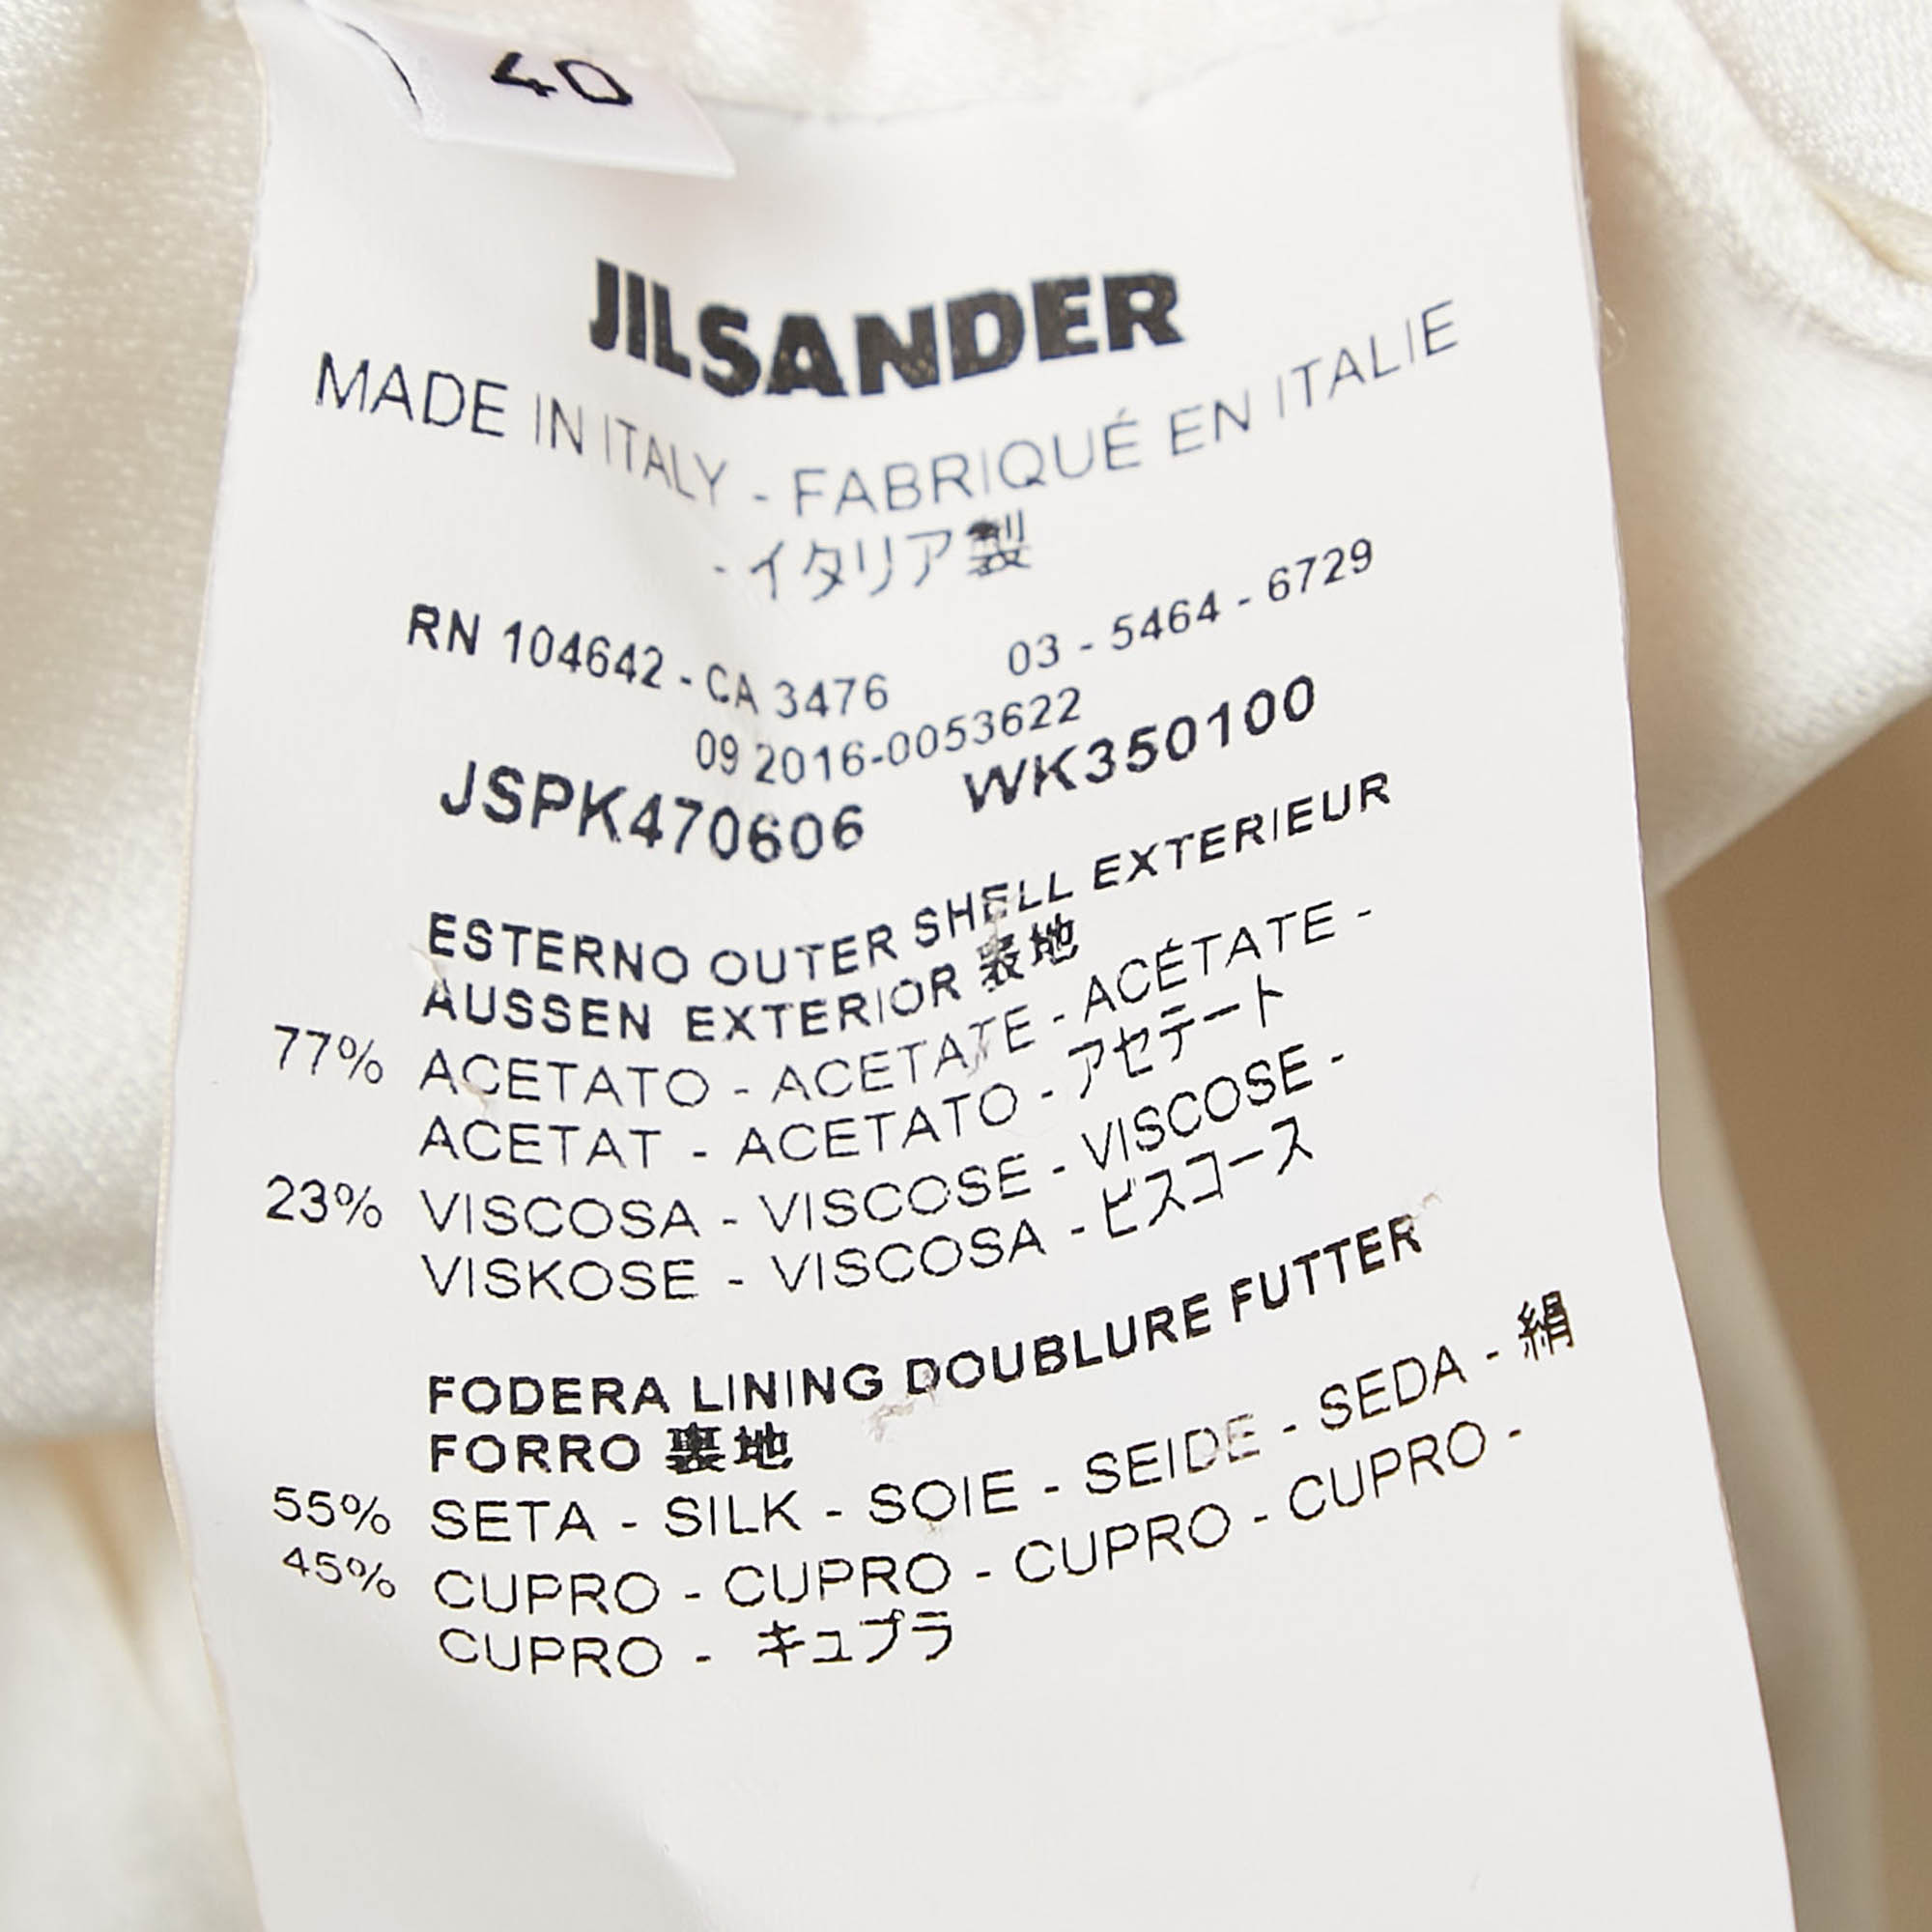 40
JILSANDER
MADE IN ITALY - FABRIQUÉ EN ITALIE
- イタリア製
RN 104642 - CA 3476 03 - 5464 - 6729
09 2016-0053622
JSPK470606 WK350100
ESTERNO OUTER SHELL EXTERIEUR
AUSSEN EXTERIOR 表地
77% ACETATO - ACETATE - ACÉTATE -
ACETAT - ACETATO - アセテート
23% VISCOSA - VISCOSE - VISCOSE -
VISKOSE - VISCOSA - ビスコース
FODERA LINING DOUBLURE FUTTER
FORRO 裏地
55% SETA - SILK - SOIE - SEIDE - SEDA - 絹
45% CUPRO - CUPRO - CUPRO - CUPRO -
CUPRO - キュプラ